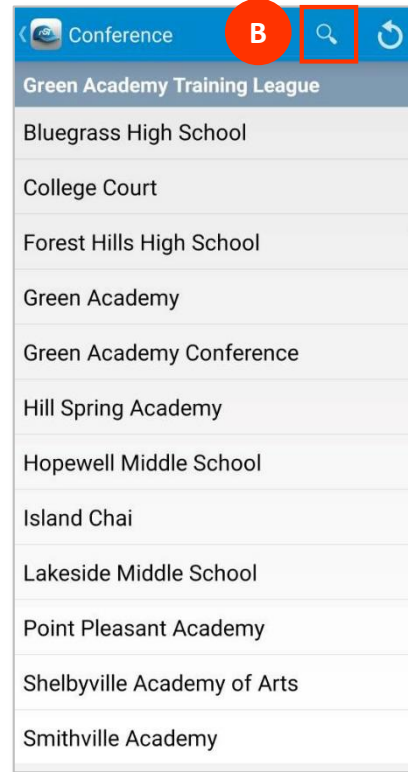 Conference
B
Green Academy Training League
Bluegrass High School
College Court
Forest Hills High School
Green Academy
Green Academy Conference
Hill Spring Academy
Hopewell Middle School
Island Chai
Lakeside Middle School
Point Pleasant Academy
Shelbyville Academy of Arts
Smithville Academy